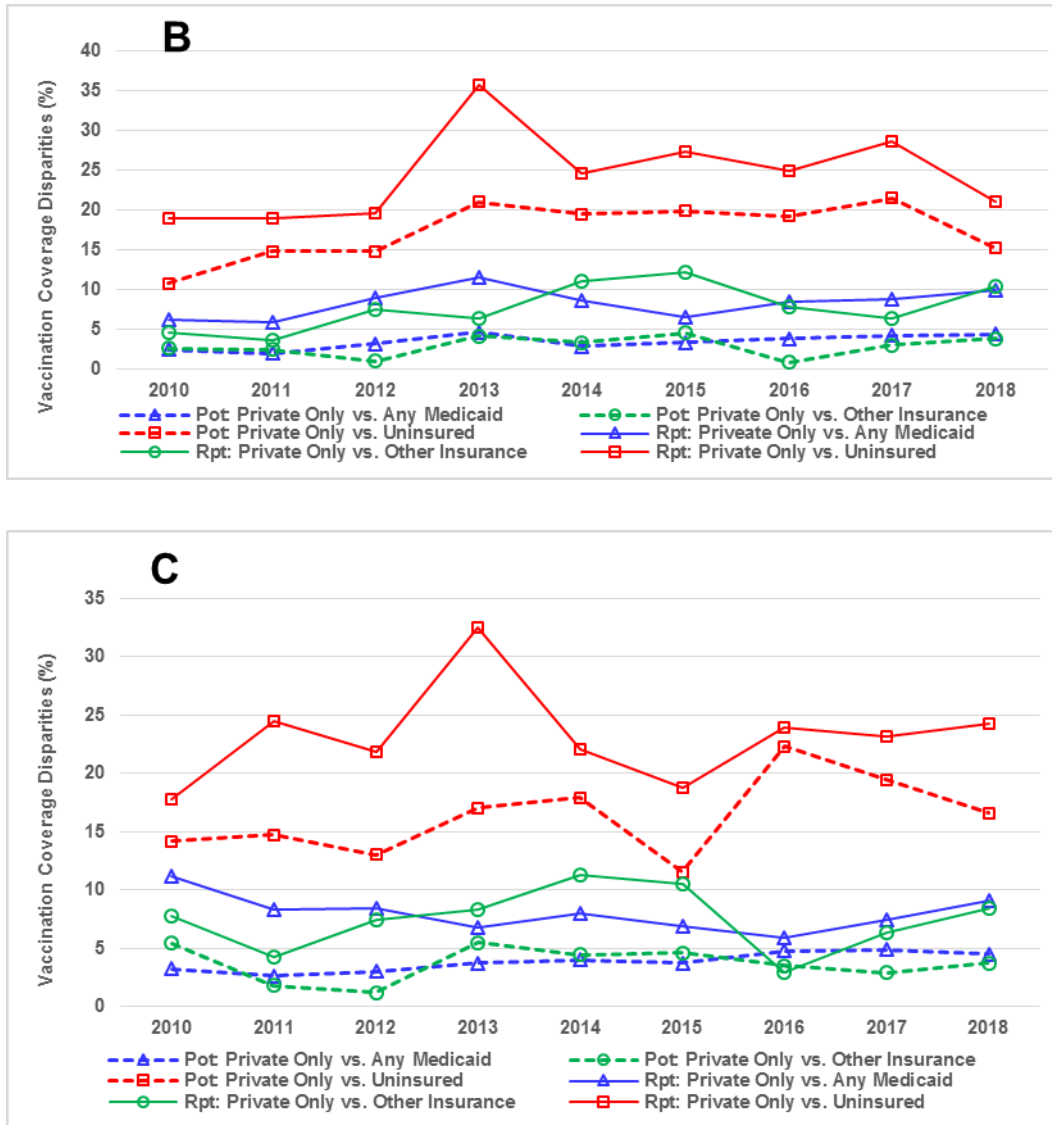 B
Vaccination Coverage Disparities (%)
40
35
30
25
20
15
10
5
0
2010 2011 2012 2013 2014 2015 2016 2017 2018
Pot: Private Only vs. Any Medicaid Pot: Private Only vs. Other Insurance
Pot: Private Only vs. Uninsured Rpt: Priveate Only vs. Any Medicaid
Rpt: Private Only vs. Other Insurance Rpt: Private Only vs. Uninsured
C
Vaccination Coverage Disparities (%)
35
30
25
20
15
10
5
0
2010 2011 2012 2013 2014 2015 2016 2017 2018
Pot: Private Only vs. Any Medicaid Pot: Private Only vs. Other Insurance
Pot: Private Only vs. Uninsured Rpt: Private Only vs. Any Medicaid
Rpt: Private Only vs. Other Insurance Rpt: Private Only vs. Uninsured